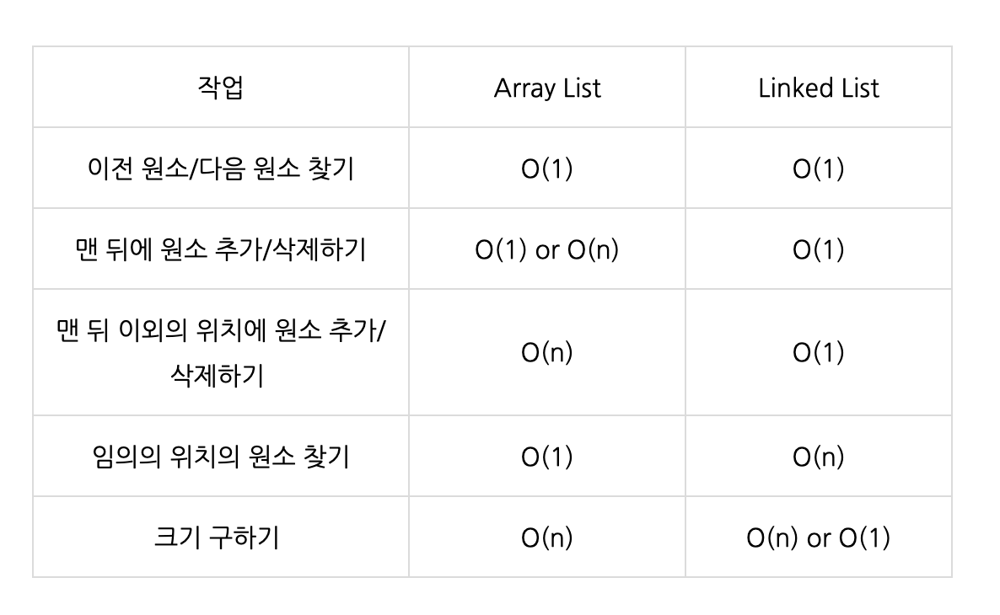 작업 Array List Linked List
이전 원소/다음 원소 찾기 O(1) O(1)
맨 뒤에 원소 추가/삭제하기 O(1) or O(n) O(1)
맨 뒤 이외의 위치에 원소 추가/
삭제하기 O(n) O(1)
임의의 위치의 원소 찾기 O(1) O(n)
크기 구하기 O(n) O(n) or O(1)